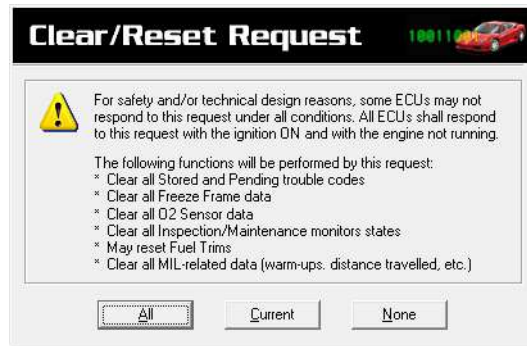 Clear/Reset Request
For safety and/or technical design reasons, some ECUs may not
respond to this request under all conditions. All ECUs shall respond
to this request with the ignition ON and with the engine not running.
The following functions will be performed by this request:
* Clear all Stored and Pending trouble codes
* Clear all Freeze Frame data
* Clear all O2 Sensor data
* Clear all Inspection/Maintenance monitors states
* May reset Fuel Trims
* Clear all MIL-related data (warm-ups. distance travelled, etc.)
All Current None